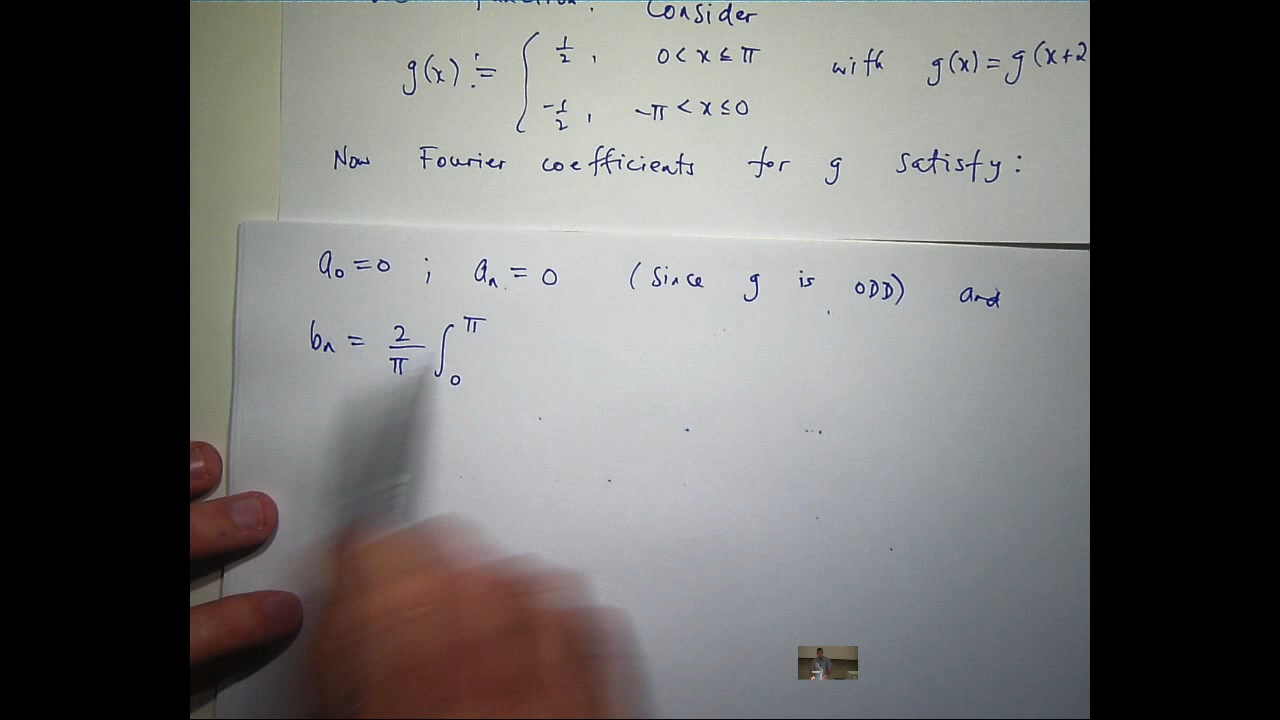 function. Consider
g(x) := { 1/2, 0 < x ≤ π with g(x) = g(x+2
-1/2, -π < x ≤ 0
Now Fourier coefficients for g satisfy:
a₀ = 0 ; aₙ = 0 (since g is ODD) and
bₙ = 2/π ∫₀^π